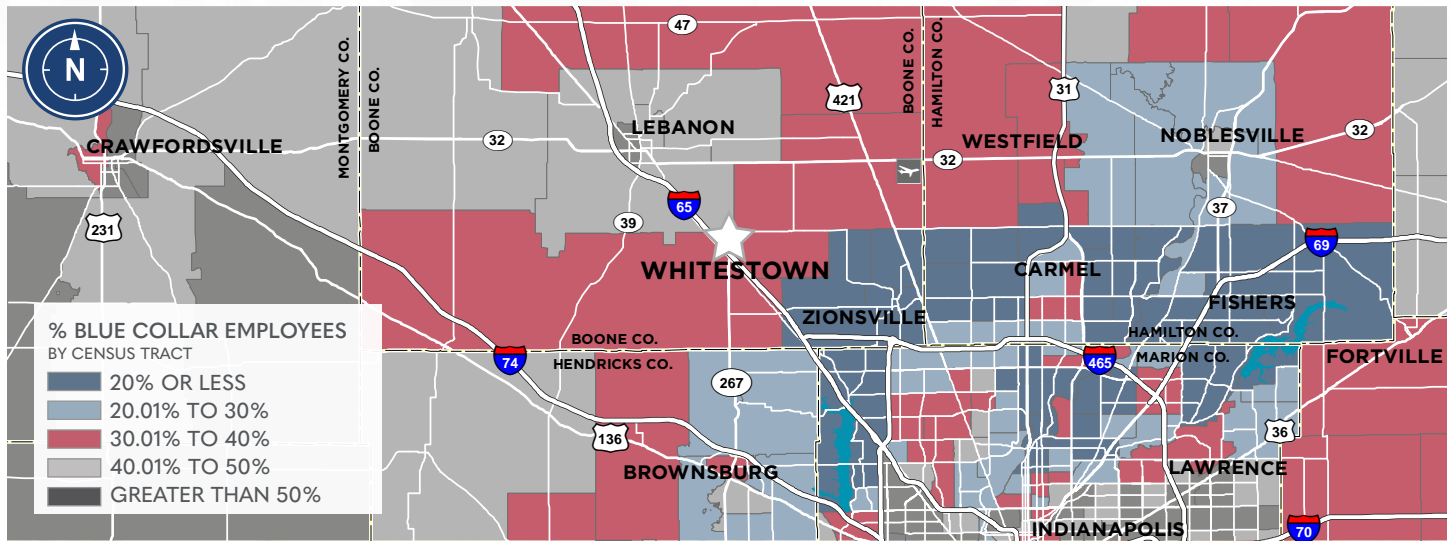 N
47
MONTGOMERY CO.
BOONE CO.
BOONE CO.
HAMILTON CO.
31
421
LEBANON
CRAWFORDSVILLE
32
WESTFIELD
NOBLESVILLE
32
32
65
39
37
231
69
WHITESTOWN
CARMEL
ZIONSVILLE
FISHERS
% BLUE COLLAR EMPLOYEES
BY CENSUS TRACT
20% OR LESS
20.01% TO 30%
30.01% TO 40%
40.01% TO 50%
GREATER THAN 50%
BOONE CO.
HENDRICKS CO.
HAMILTON CO.
MARION CO.
FORTVILLE
74
465
267
136
36
BROWNSBURG
LAWRENCE
INDIANAPOLIS
70